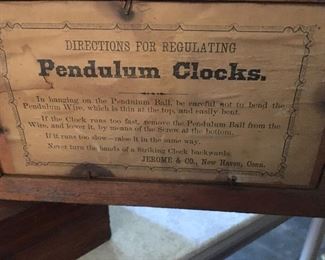 DIRECTIONS FOR REGULATING
Pendulum Clocks.
In hanging on the Pendulum Ball, be careful not to bend the
Pendulum Wire, which is thin at the top, and easily bent.
If the Clock runs too fast, remove the Pendulum Ball from the
Wire, and lower it, by means of the Screw at the bottom.
If it runs too slow—raise it in the same way.
Never turn the hands of a Striking Clock backwards.
JEROME & CO., New Haven, Conn.